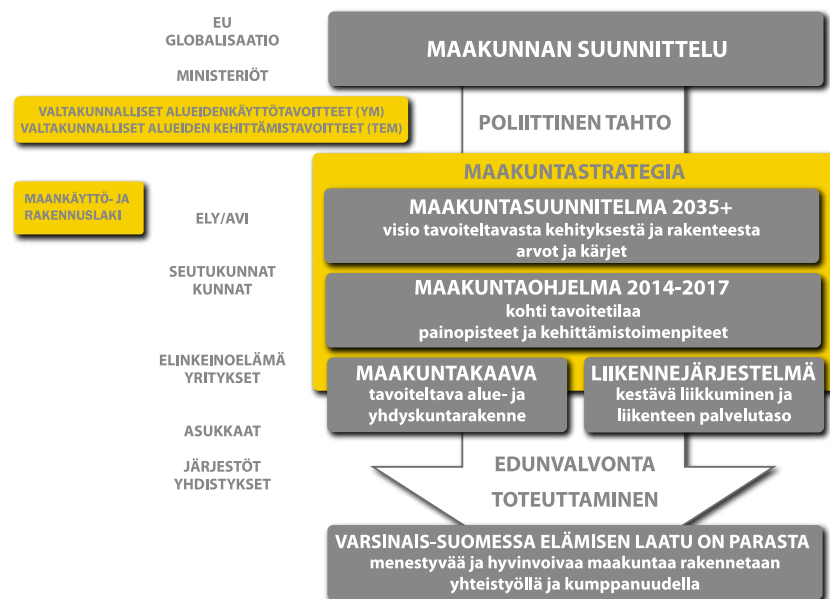 EU
GLOBALISAATIO
MINISTERIÖT
VALTAKUNNALLISET ALUEIDENKÄYTTÖTAVOITTEET (YM)
VALTAKUNNALLISET ALUEIDEN KEHITTÄMISTAVOITTEET (TEM)
MAANKÄYTTÖ- JA
RAKENNUSLAKI
ELY/AVI
SEUTUKUNNAT
KUNNAT
ELINKEINOELÄMÄ
YRITYKSET
ASUKKAAT
JÄRJESTÖT
YHDISTYKSET
MAAKUNNAN SUUNNITTELU
POLIITTINEN TAHTO
MAAKUNTASTRATEGIA
MAAKUNTASUUNNITELMA 2035+
visio tavoiteltavasta kehityksestä ja rakenteesta
arvot ja kärjet
MAAKUNTAOHJELMA 2014-2017
kohti tavoitetilaa
painopisteet ja kehittämistoimenpiteet
MAAKUNTAKAAVA
tavoiteltava alue- ja
yhdyskuntarakenne
LIIKENNEJÄRJESTELMÄ
kestävä liikkuminen ja
liikenteen palvelutaso
EDUNVALVONTA
TOTEUTTAMINEN
VARSINAIS-SUOMESSA ELÄMISEN LAATU ON PARASTA
menestyvää ja hyvinvoivaa maakuntaa rakennetaan
yhteistyöllä ja kumppanuudella